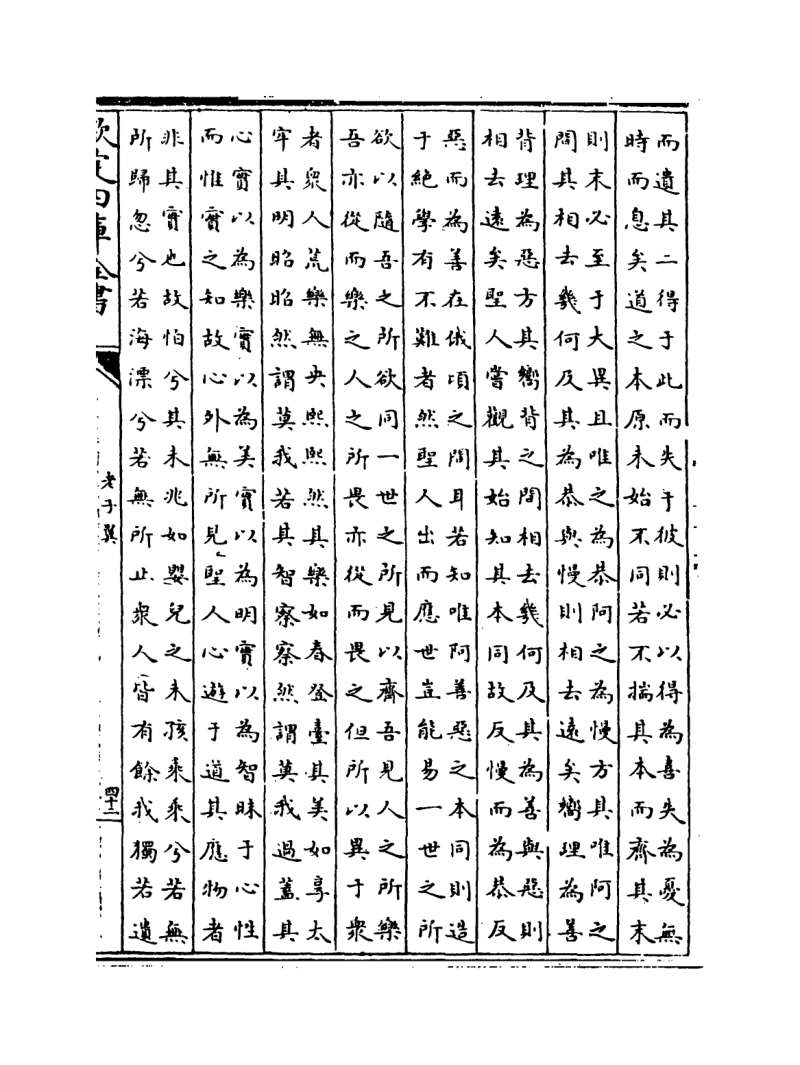 而遺其二得于此而失于彼則必以得為喜失為憂無
時而息矣道之本原未始不同若不揣其本而齊其末
則末必至于大異且唯之為恭阿之為慢方其唯阿之
間其相去幾何及其為恭與慢則相去遠矣嚮理為善
背理為惡方其嚮背之間相去幾何及其為善與惡則
相去遠矣聖人嘗觀其始知其本同故反慢而為恭反
惡而為善在俄頃之間耳若知唯阿善惡之本同則造
于絶學有不難者然聖人出而應世豈能易一世之所
欲以隨吾之所欲同一世之所見以齊吾見人之所樂
吾亦從而樂之人之所畏亦從而畏之但所以異于衆
者衆人荒樂無央熙熙然其樂如春登臺其美如享太
牢其明昭昭然謂莫我若其智察察然謂莫我過蓋其
心實以為樂實以為美實以為明實以為智昧于心性
而惟實之知故心外無所見聖人心遊于道其應物者
非其實也故怕兮其未兆如嬰兒之未孩乘乘兮若無
所歸忽兮若海漂兮若無所止衆人皆有餘我獨若遺
欽定四庫全書
老子翼
四十二